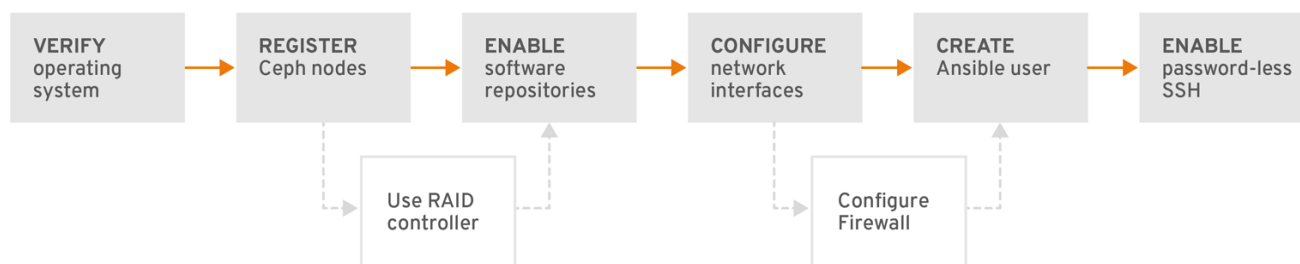 VERIFY
operating
system
REGISTER
Ceph nodes
ENABLE
software
repositories
CONFIGURE
network
interfaces
CREATE
Ansible user
ENABLE
password-less
SSH
Use RAID
controller
Configure
Firewall